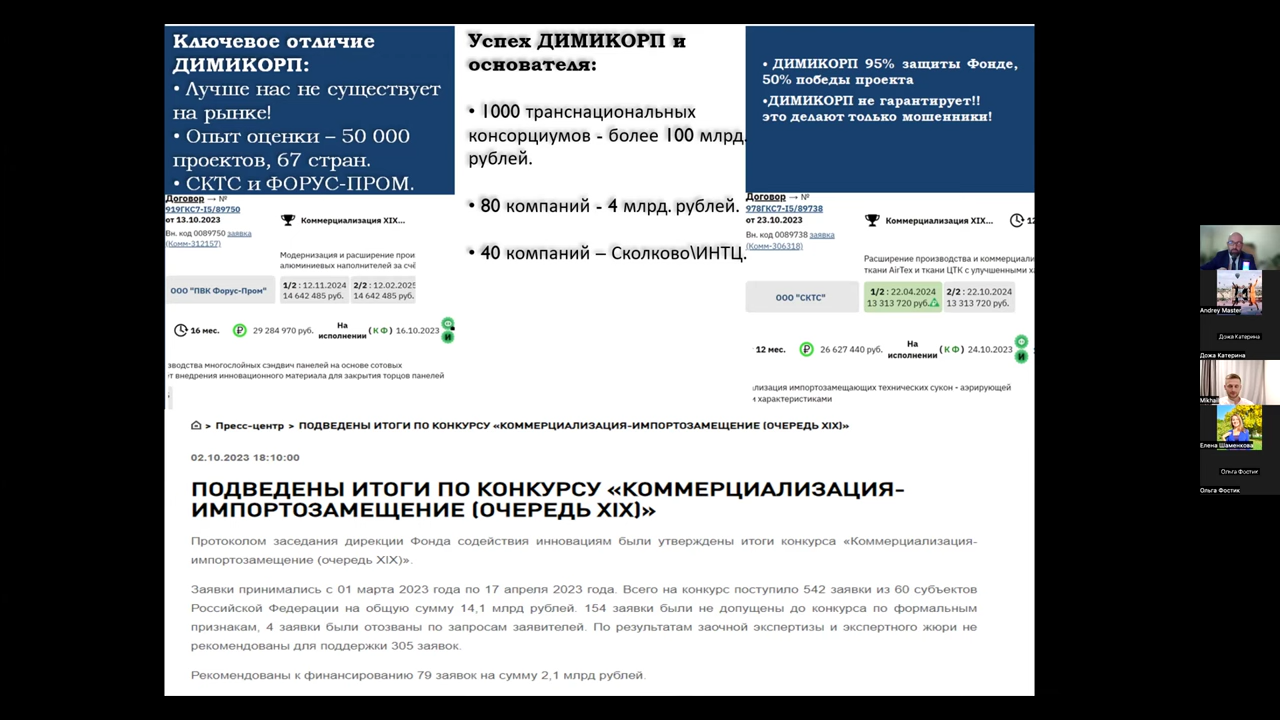 Ключевое отличие
ДИМИКОРП:
• Лучше нас не существует
на рынке!
• Опыт оценки – 50 000
проектов, 67 стран.
• СКТС и ФОРУС-ПРОМ.
Успех ДИМИКОРП и
основателя:
• 1000 транснациональных
консорциумов - более 100 млрд.
рублей.
• 80 компаний - 4 млрд. рублей.
• 40 компаний – Сколково\ИНТЦ.
• ДИМИКОРП 95% защиты Фонде,
50% победы проекта
•ДИМИКОРП не гарантирует!!
это делают только мошенники!
Договор → №
919ГКС7-I5/89750
от 13.10.2023
Вн. код 0089750 заявка
(Комм-312157)
Коммерциализация XIX...
Модернизация и расширение прои
алюминиевых наполнителей за счё
ООО "ПВК Форус-Пром"
1/2 : 12.11.2024
14 642 485 руб.
2/2 : 12.02.2025
14 642 485 руб.
16 мес.
29 284 970 руб.
На
исполнении
(К Ф) 16.10.2023
Ф
И
зводства многослойных сэндвич панелей на основе сотовых
т внедрения инновационного материала для закрытия торцов панелей
Договор → №
978ГКС7-I5/89738
от 23.10.2023
Вн. код 0089738 заявка
(Комм-306318)
Коммерциализация XIX...
12
Расширение производства и коммерциали
ткани AirTex и ткани ЦТК с улучшенными ха
ООО "СКТС"
1/2 : 22.04.2024
13 313 720 руб.
2/2 : 22.10.2024
13 313 720 руб.
12 мес.
26 627 440 руб.
На
исполнении
(К Ф) 24.10.2023
Ф
И
лизация импортозамещающих технических сукон - аэрирующей
и характеристиками
> Пресс-центр > ПОДВЕДЕНЫ ИТОГИ ПО КОНКУРСУ «КОММЕРЦИАЛИЗАЦИЯ-ИМПОРТОЗАМЕЩЕНИЕ (ОЧЕРЕДЬ XIX)»
02.10.2023 18:10:00
ПОДВЕДЕНЫ ИТОГИ ПО КОНКУРСУ «КОММЕРЦИАЛИЗАЦИЯ-
ИМПОРТОЗАМЕЩЕНИЕ (ОЧЕРЕДЬ XIX)»
Протоколом заседания дирекции Фонда содействия инновациям были утверждены итоги конкурса «Коммерциализация-
импортозамещение (очередь XIX)».
Заявки принимались с 01 марта 2023 года по 17 апреля 2023 года. Всего на конкурс поступило 542 заявки из 60 субъектов
Российской Федерации на общую сумму 14,1 млрд рублей. 154 заявки были не допущены до конкурса по формальным
признакам, 4 заявки были отозваны по запросам заявителей. По результатам заочной экспертизы и экспертного жюри не
рекомендованы для поддержки 305 заявок.
Рекомендованы к финансированию 79 заявок на сумму 2,1 млрд рублей.
Andrey Master
Дожа Катерина
Дожа Катерина
Mikhail
Елена Шаменкова
Ольга Фостик
Ольга Фостик